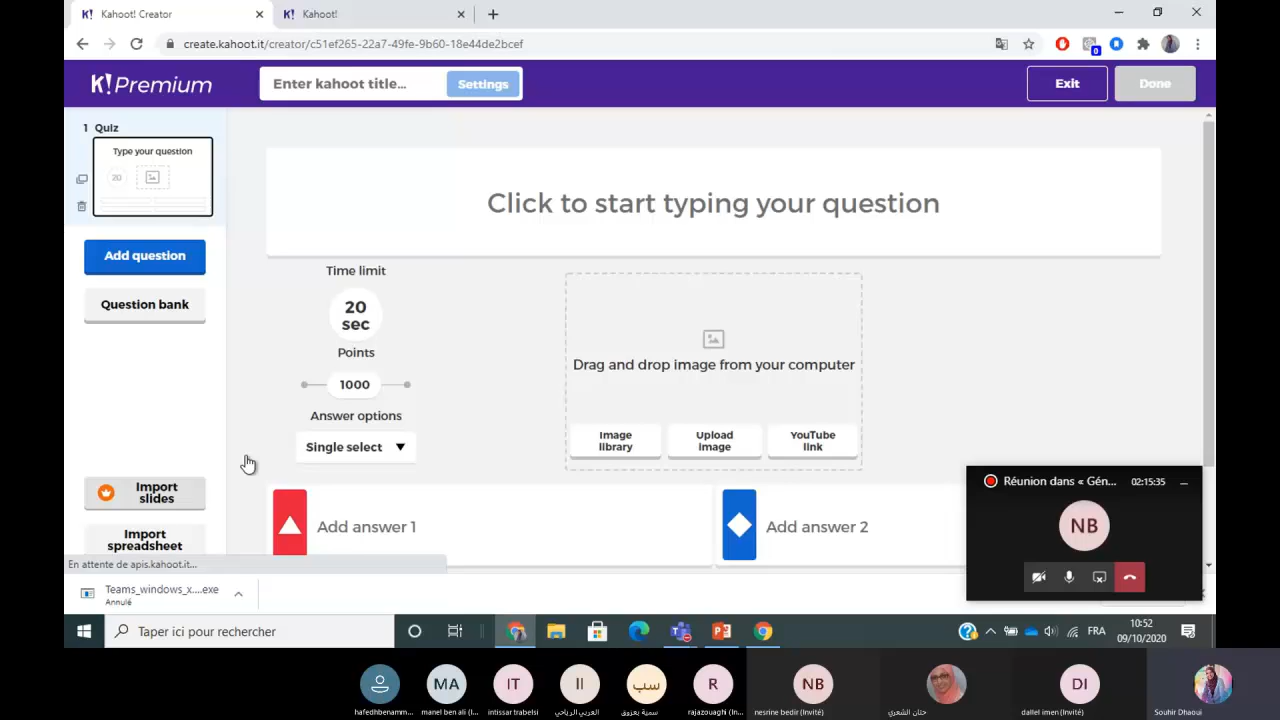 Kahoot! Creator
Kahoot!
create.kahoot.it/creator/c51ef265-22a7-49fe-9b60-18e44de2bcef
0
K! Premium
Enter kahoot title...
Settings
Exit
Done
1 Quiz
Type your question
20
Add question
Question bank
Import
slides
Import
spreadsheet
Click to start typing your question
Time limit
20
sec
Points
1000
Answer options
Single select
Drag and drop image from your computer
Image
library
Upload
image
YouTube
link
Add answer 1
Add answer 2
Réunion dans « Gén...
02:15:35
NB
En attente de apis.kahoot.it...
Teams_windows_x....exe
Annulé
Taper ici pour rechercher
FRA
10:52
09/10/2020
MA
IT
II
سب
R
NB
DI
hafedhbenamm...
manel ben ali (I...
intissar trabelsi
العربي الرياحي
سمية بعزوق
rajazouaghi (In...
nesrine bedir (Invité)
حنان الشعري
dallel imen (Invité)
Souhir Dhaoui